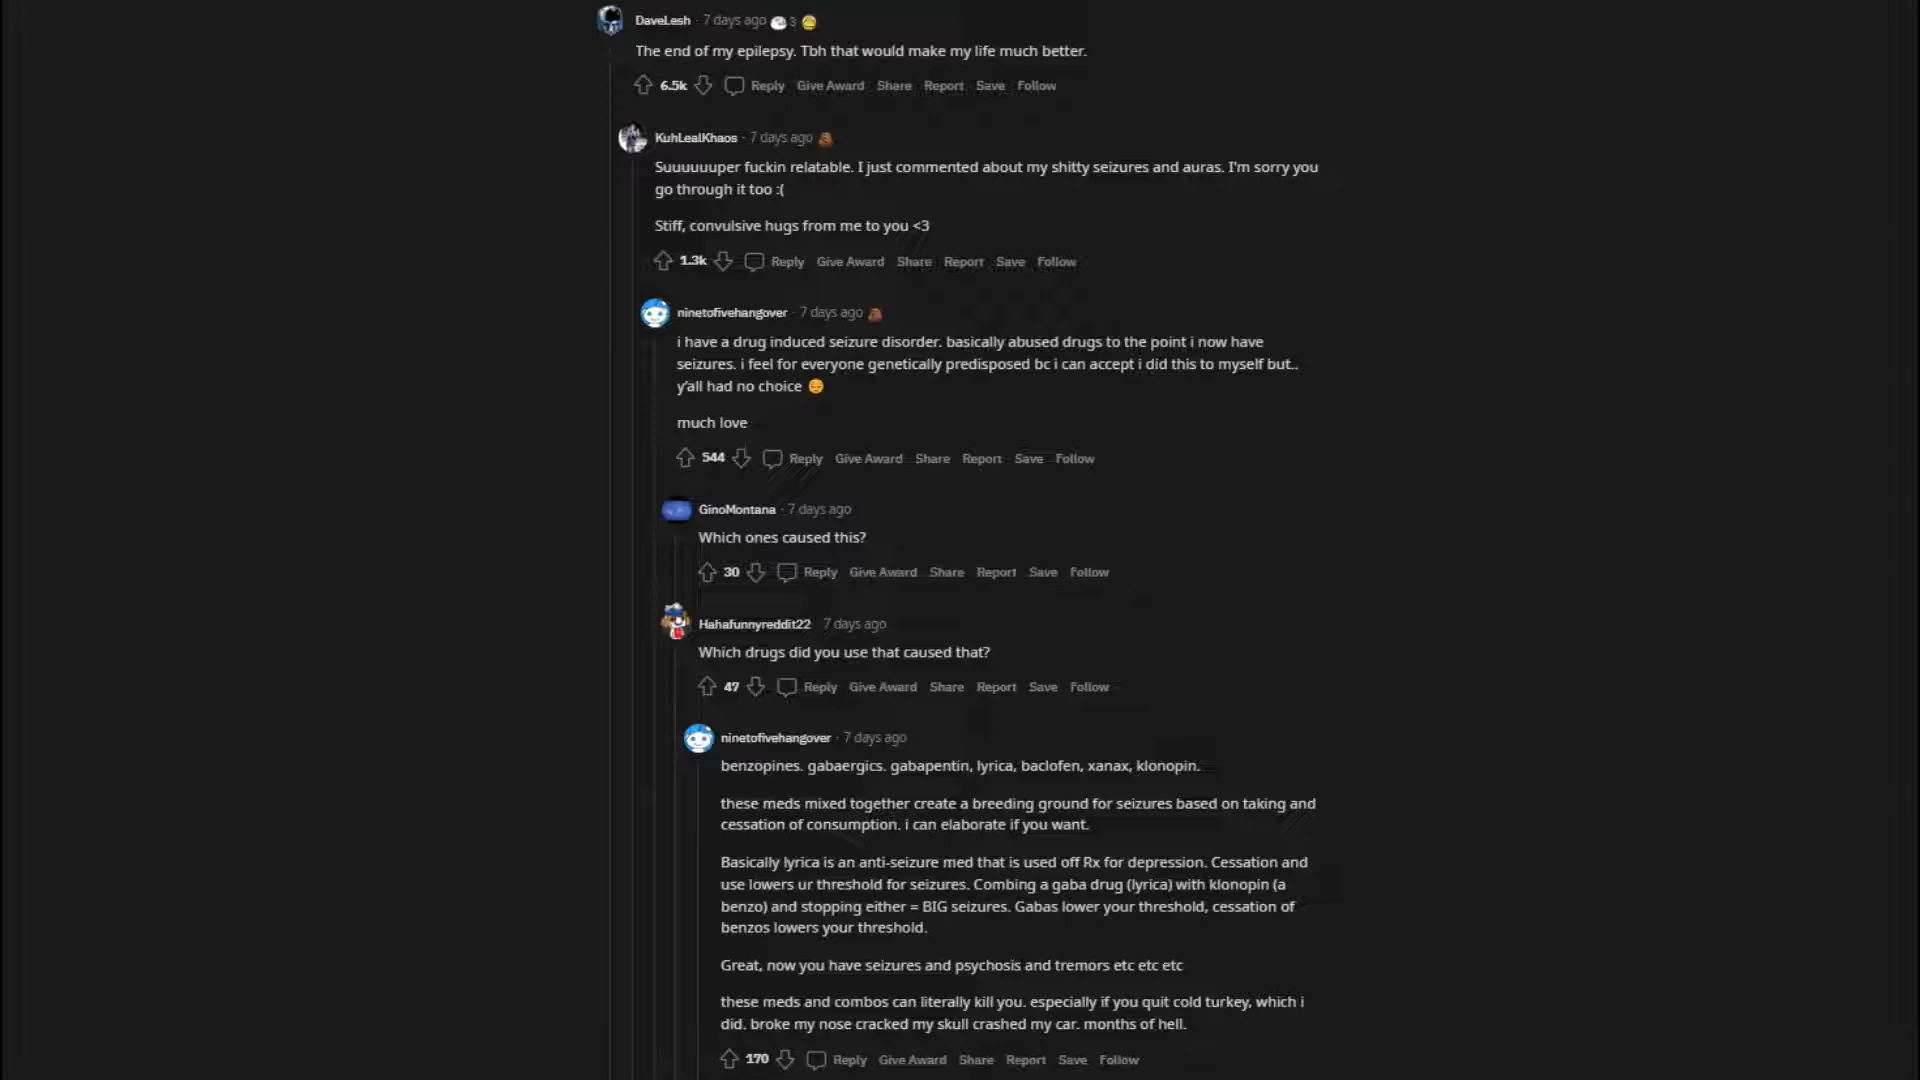 DaveLesh · 7 days ago 3
The end of my epilepsy. Tbh that would make my life much better.
6.5k Reply Give Award Share Report Save Follow
KuhLealKhaos · 7 days ago
Suuuuuuper fuckin relatable. I just commented about my shitty seizures and auras. I'm sorry you
go through it too :(
Stiff, convulsive hugs from me to you <3
1.3k Reply Give Award Share Report Save Follow
ninetofivehangover · 7 days ago
i have a drug induced seizure disorder. basically abused drugs to the point i now have
seizures. i feel for everyone genetically predisposed bc i can accept i did this to myself but..
y'all had no choice 😔
much love
544 Reply Give Award Share Report Save Follow
GinoMontana · 7 days ago
Which ones caused this?
30 Reply Give Award Share Report Save Follow
Hahafunnyreddit22 7 days ago
Which drugs did you use that caused that?
47 Reply Give Award Share Report Save Follow
ninetofivehangover · 7 days ago
benzopines. gabaergics. gabapentin, lyrica, baclofen, xanax, klonopin.
these meds mixed together create a breeding ground for seizures based on taking and
cessation of consumption. i can elaborate if you want.
Basically lyrica is an anti-seizure med that is used off Rx for depression. Cessation and
use lowers ur threshold for seizures. Combing a gaba drug (lyrica) with klonopin (a
benzo) and stopping either = BIG seizures. Gabas lower your threshold, cessation of
benzos lowers your threshold.
Great, now you have seizures and psychosis and tremors etc etc etc
these meds and combos can literally kill you. especially if you quit cold turkey, which i
did. broke my nose cracked my skull crashed my car. months of hell.
170 Reply Give Award Share Report Save Follow